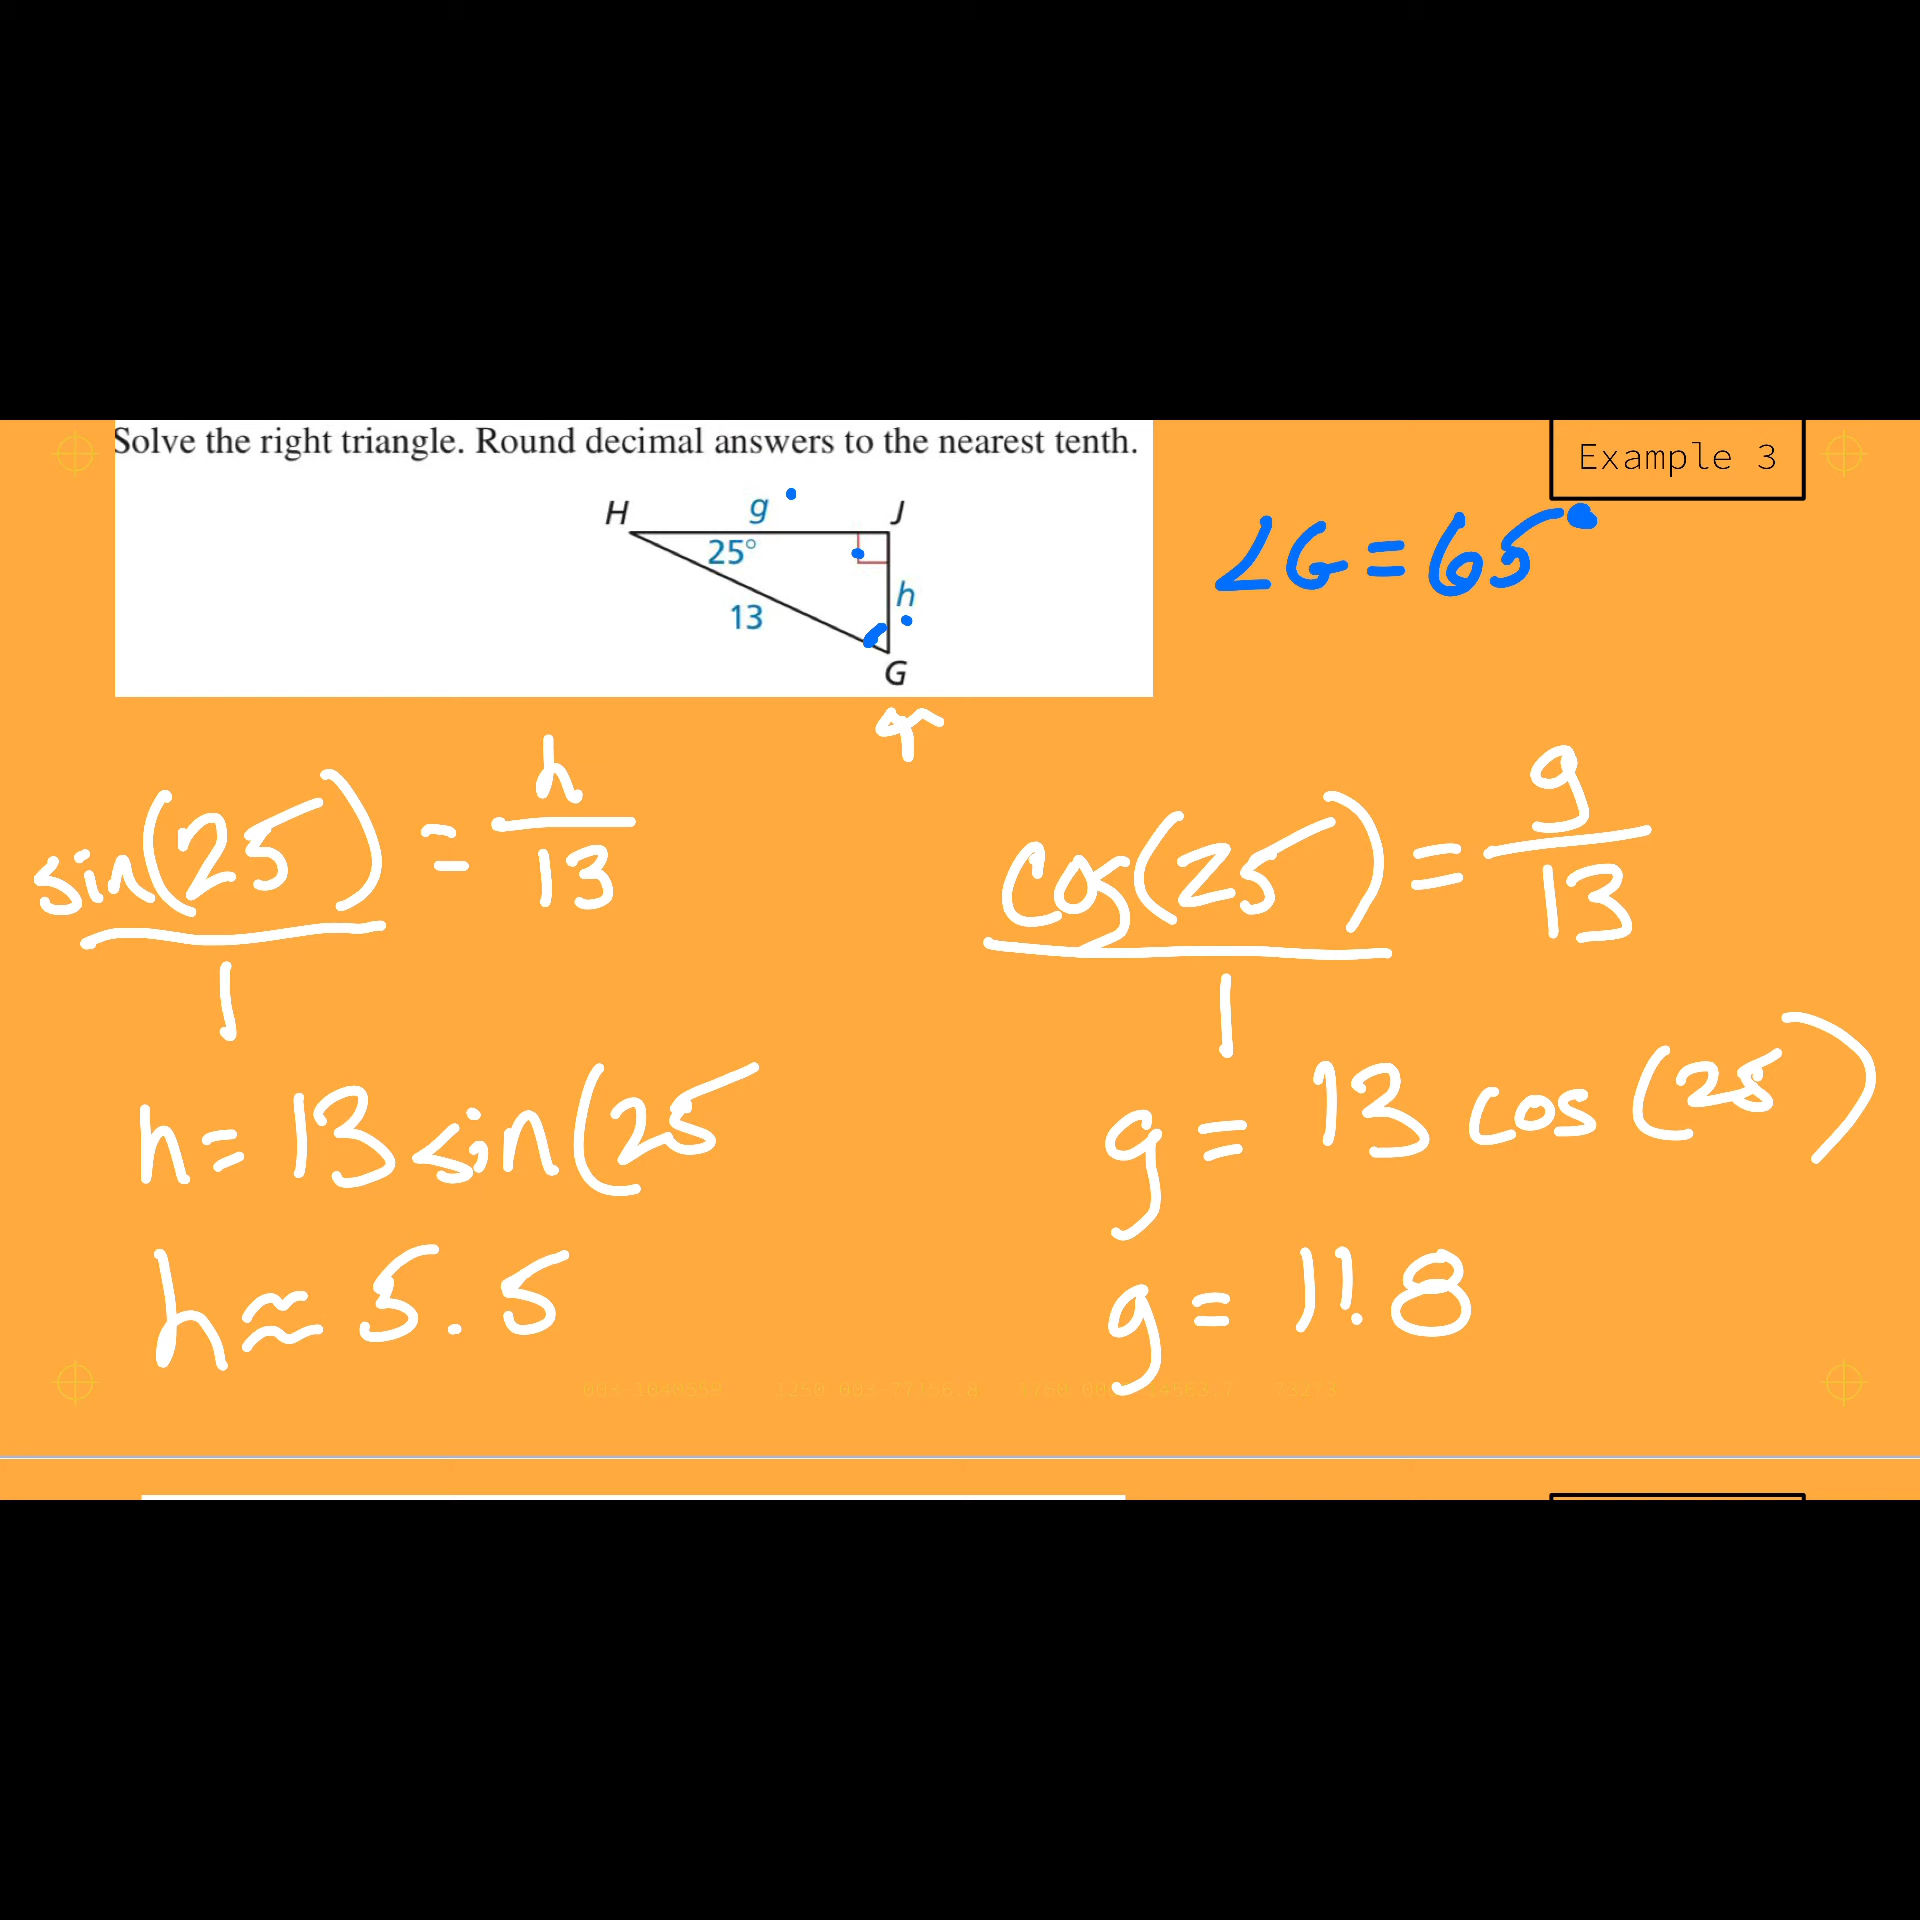 Solve the right triangle. Round decimal answers to the nearest tenth.
Example 3
H g J
25°
13
h
G
∠G = 65°
sin(25) / 1 = h / 13
h = 13 sin(25
h ≈ 5.5
cos(25) / 1 = g / 13
g = 13 cos(25)
g = 11.8